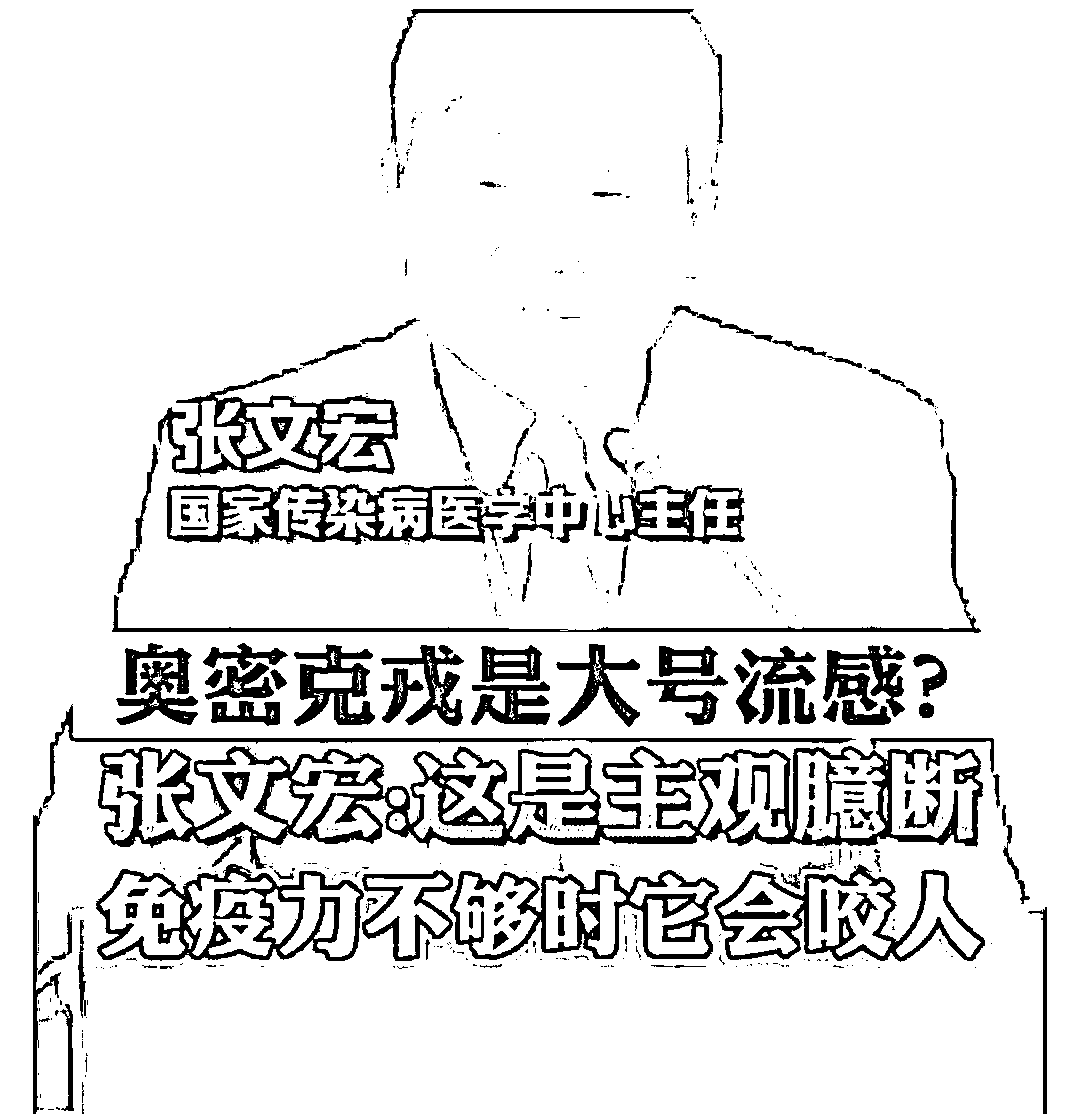 张文宏
国家传染病医学中心主任
奥密克戎是大号流感?
张文宏:这是主观臆断
免疫力不够时它会咬人